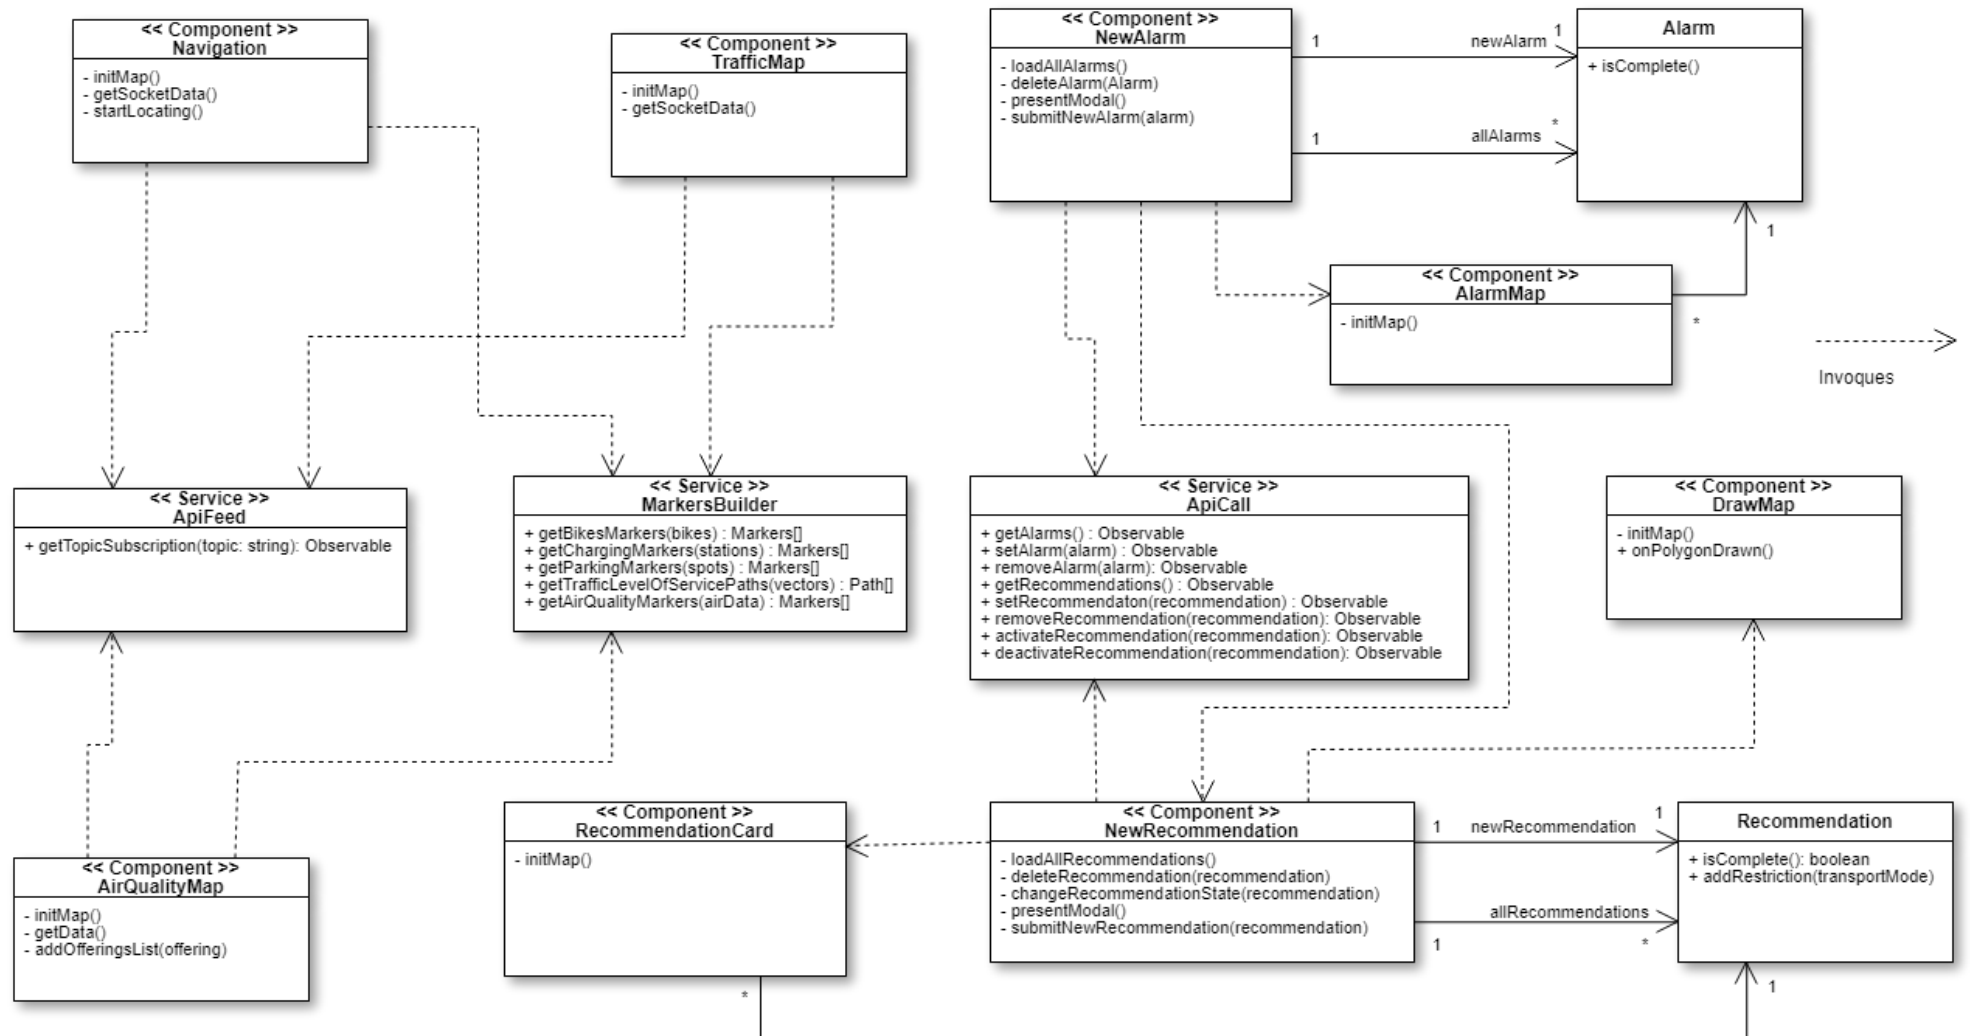 << Component >>
Navigation
- initMap()
- getSocketData()
- startLocating()
<< Component >>
TrafficMap
- initMap()
- getSocketData()
<< Component >>
NewAlarm
- loadAllAlarms()
- deleteAlarm(Alarm)
- presentModal()
- submitNewAlarm(alarm)
1
newAlarm
1
1
allAlarms
*
Alarm
+ isComplete()
<< Component >>
AlarmMap
- initMap()
*
1
Invoques
<< Service >>
ApiFeed
+ getTopicSubscription(topic: string): Observable
<< Service >>
MarkersBuilder
+ getBikesMarkers(bikes) : Markers[]
+ getChargingMarkers(stations) : Markers[]
+ getParkingMarkers(spots) : Markers[]
+ getTrafficLevelOfServicePaths(vectors) : Path[]
+ getAirQualityMarkers(airData) : Markers[]
<< Service >>
ApiCall
+ getAlarms() : Observable
+ setAlarm(alarm) : Observable
+ removeAlarm(alarm): Observable
+ getRecommendations() : Observable
+ setRecommendaton(recommendation) : Observable
+ removeRecommendation(recommendation): Observable
+ activateRecommendation(recommendation): Observable
+ deactivateRecommendation(recommendation): Observable
<< Component >>
DrawMap
- initMap()
+ onPolygonDrawn()
<< Component >>
AirQualityMap
- initMap()
- getData()
- addOfferingsList(offering)
<< Component >>
RecommendationCard
- initMap()
*
<< Component >>
NewRecommendation
- loadAllRecommendations()
- deleteRecommendation(recommendation)
- changeRecommendationState(recommendation)
- presentModal()
- submitNewRecommendation(recommendation)
1
newRecommendation
1
allRecommendations
1
*
Recommendation
+ isComplete(): boolean
+ addRestriction(transportMode)
1